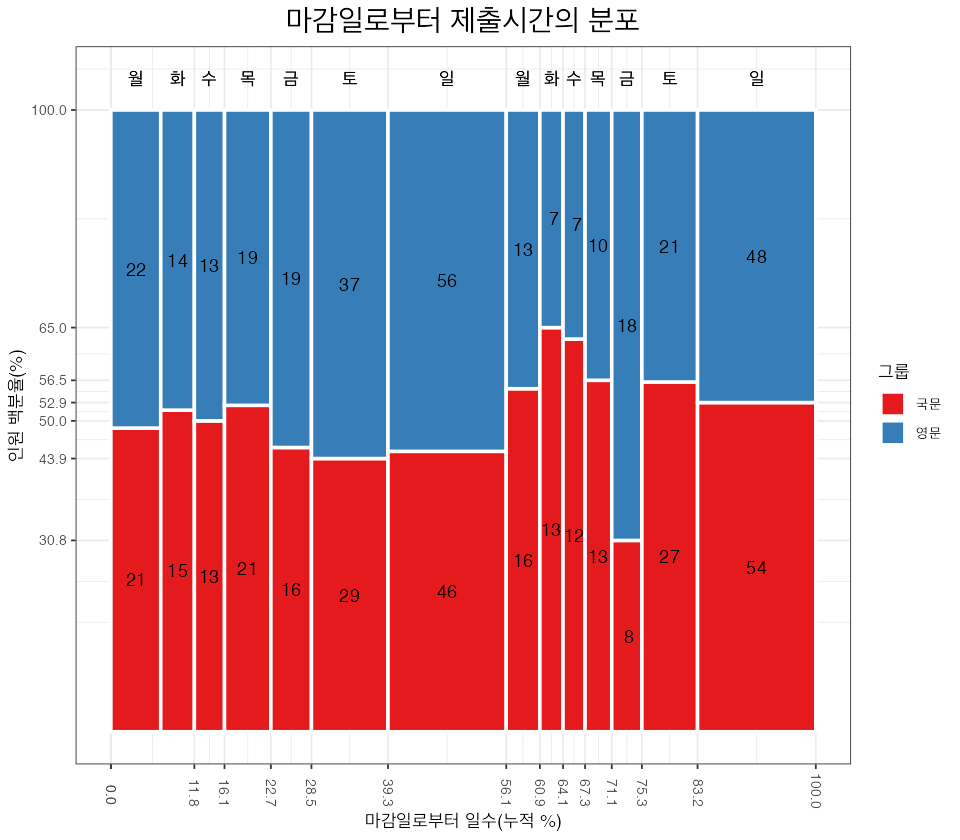 마감일로부터 제출시간의 분포
월 화 수 목 금 토 일 월 화 수 목 금 토 일
100.0
65.0
56.5
52.9
50.0
43.9
30.8
인원 백분율(%)
22 14 13 19 19 37 56 13 7 7 10 18 21 48
21 15 13 21 16 29 46 16 13 12 13 8 27 54
0.0 11.8 16.1 22.7 28.5 39.3 56.1 60.9 64.1 67.3 71.1 75.3 83.2 100.0
마감일로부터 일수(누적 %)
그룹
국문
영문